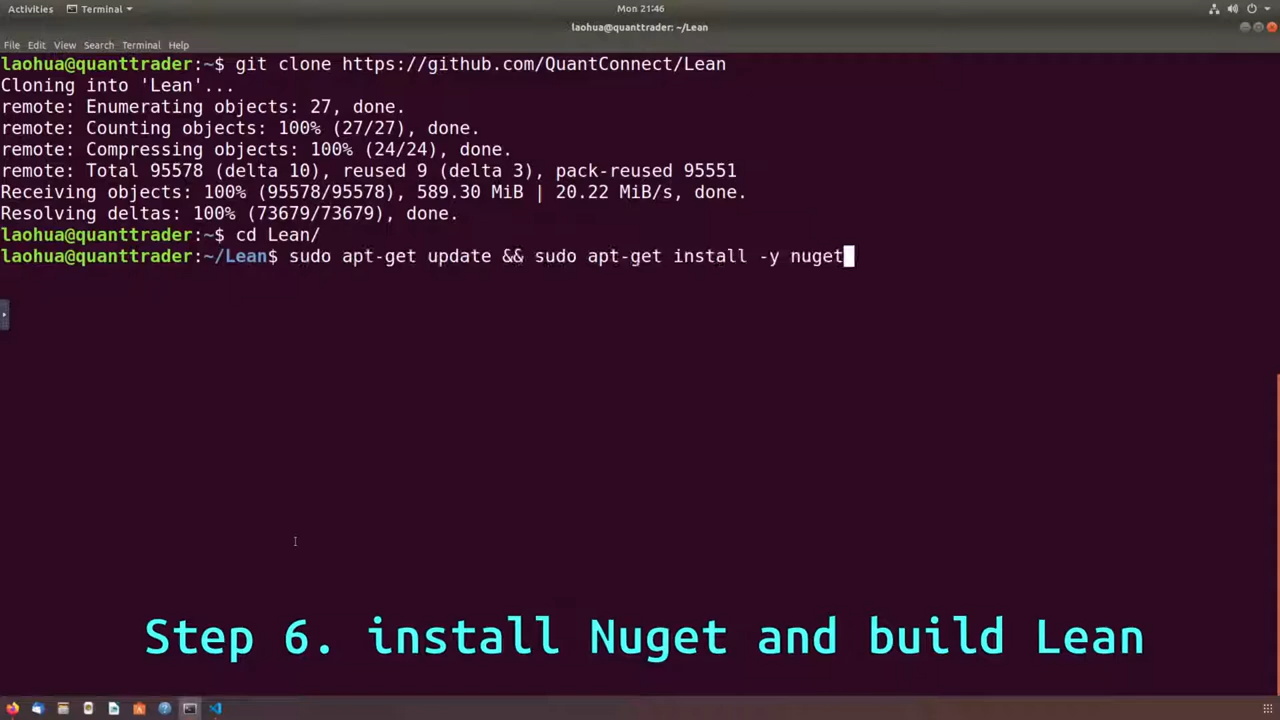 Activities Terminal Mon 21:46
laohua@quanttrader: ~/Lean
File Edit View Search Terminal Help
laohua@quanttrader:~$ git clone https://github.com/QuantConnect/Lean
Cloning into 'Lean'...
remote: Enumerating objects: 27, done.
remote: Counting objects: 100% (27/27), done.
remote: Compressing objects: 100% (24/24), done.
remote: Total 95578 (delta 10), reused 9 (delta 3), pack-reused 95551
Receiving objects: 100% (95578/95578), 589.30 MiB | 20.22 MiB/s, done.
Resolving deltas: 100% (73679/73679), done.
laohua@quanttrader:~$ cd Lean/
laohua@quanttrader:~/Lean$ sudo apt-get update && sudo apt-get install -y nuget
Step 6. install Nuget and build Lean